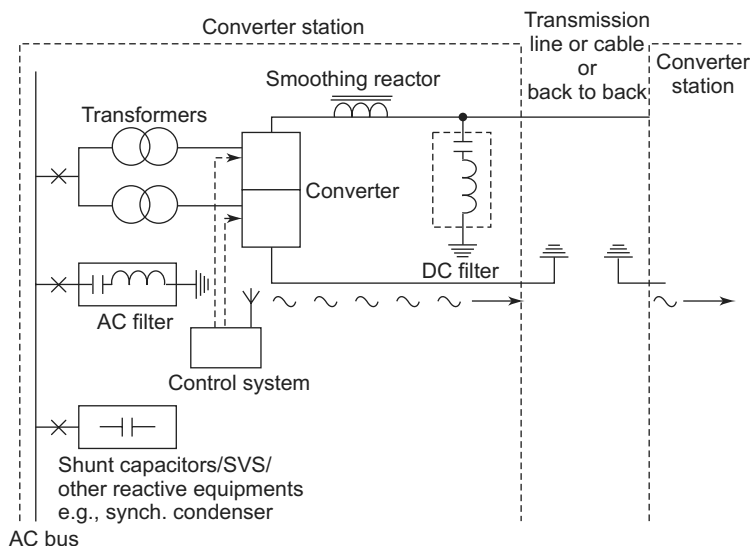 Converter station
Transmission
line or cable
or
back to back
Converter
station
Smoothing reactor
Transformers
Converter
DC filter
AC filter
Control system
Shunt capacitors/SVS/
other reactive equipments
e.g., synch. condenser
AC bus